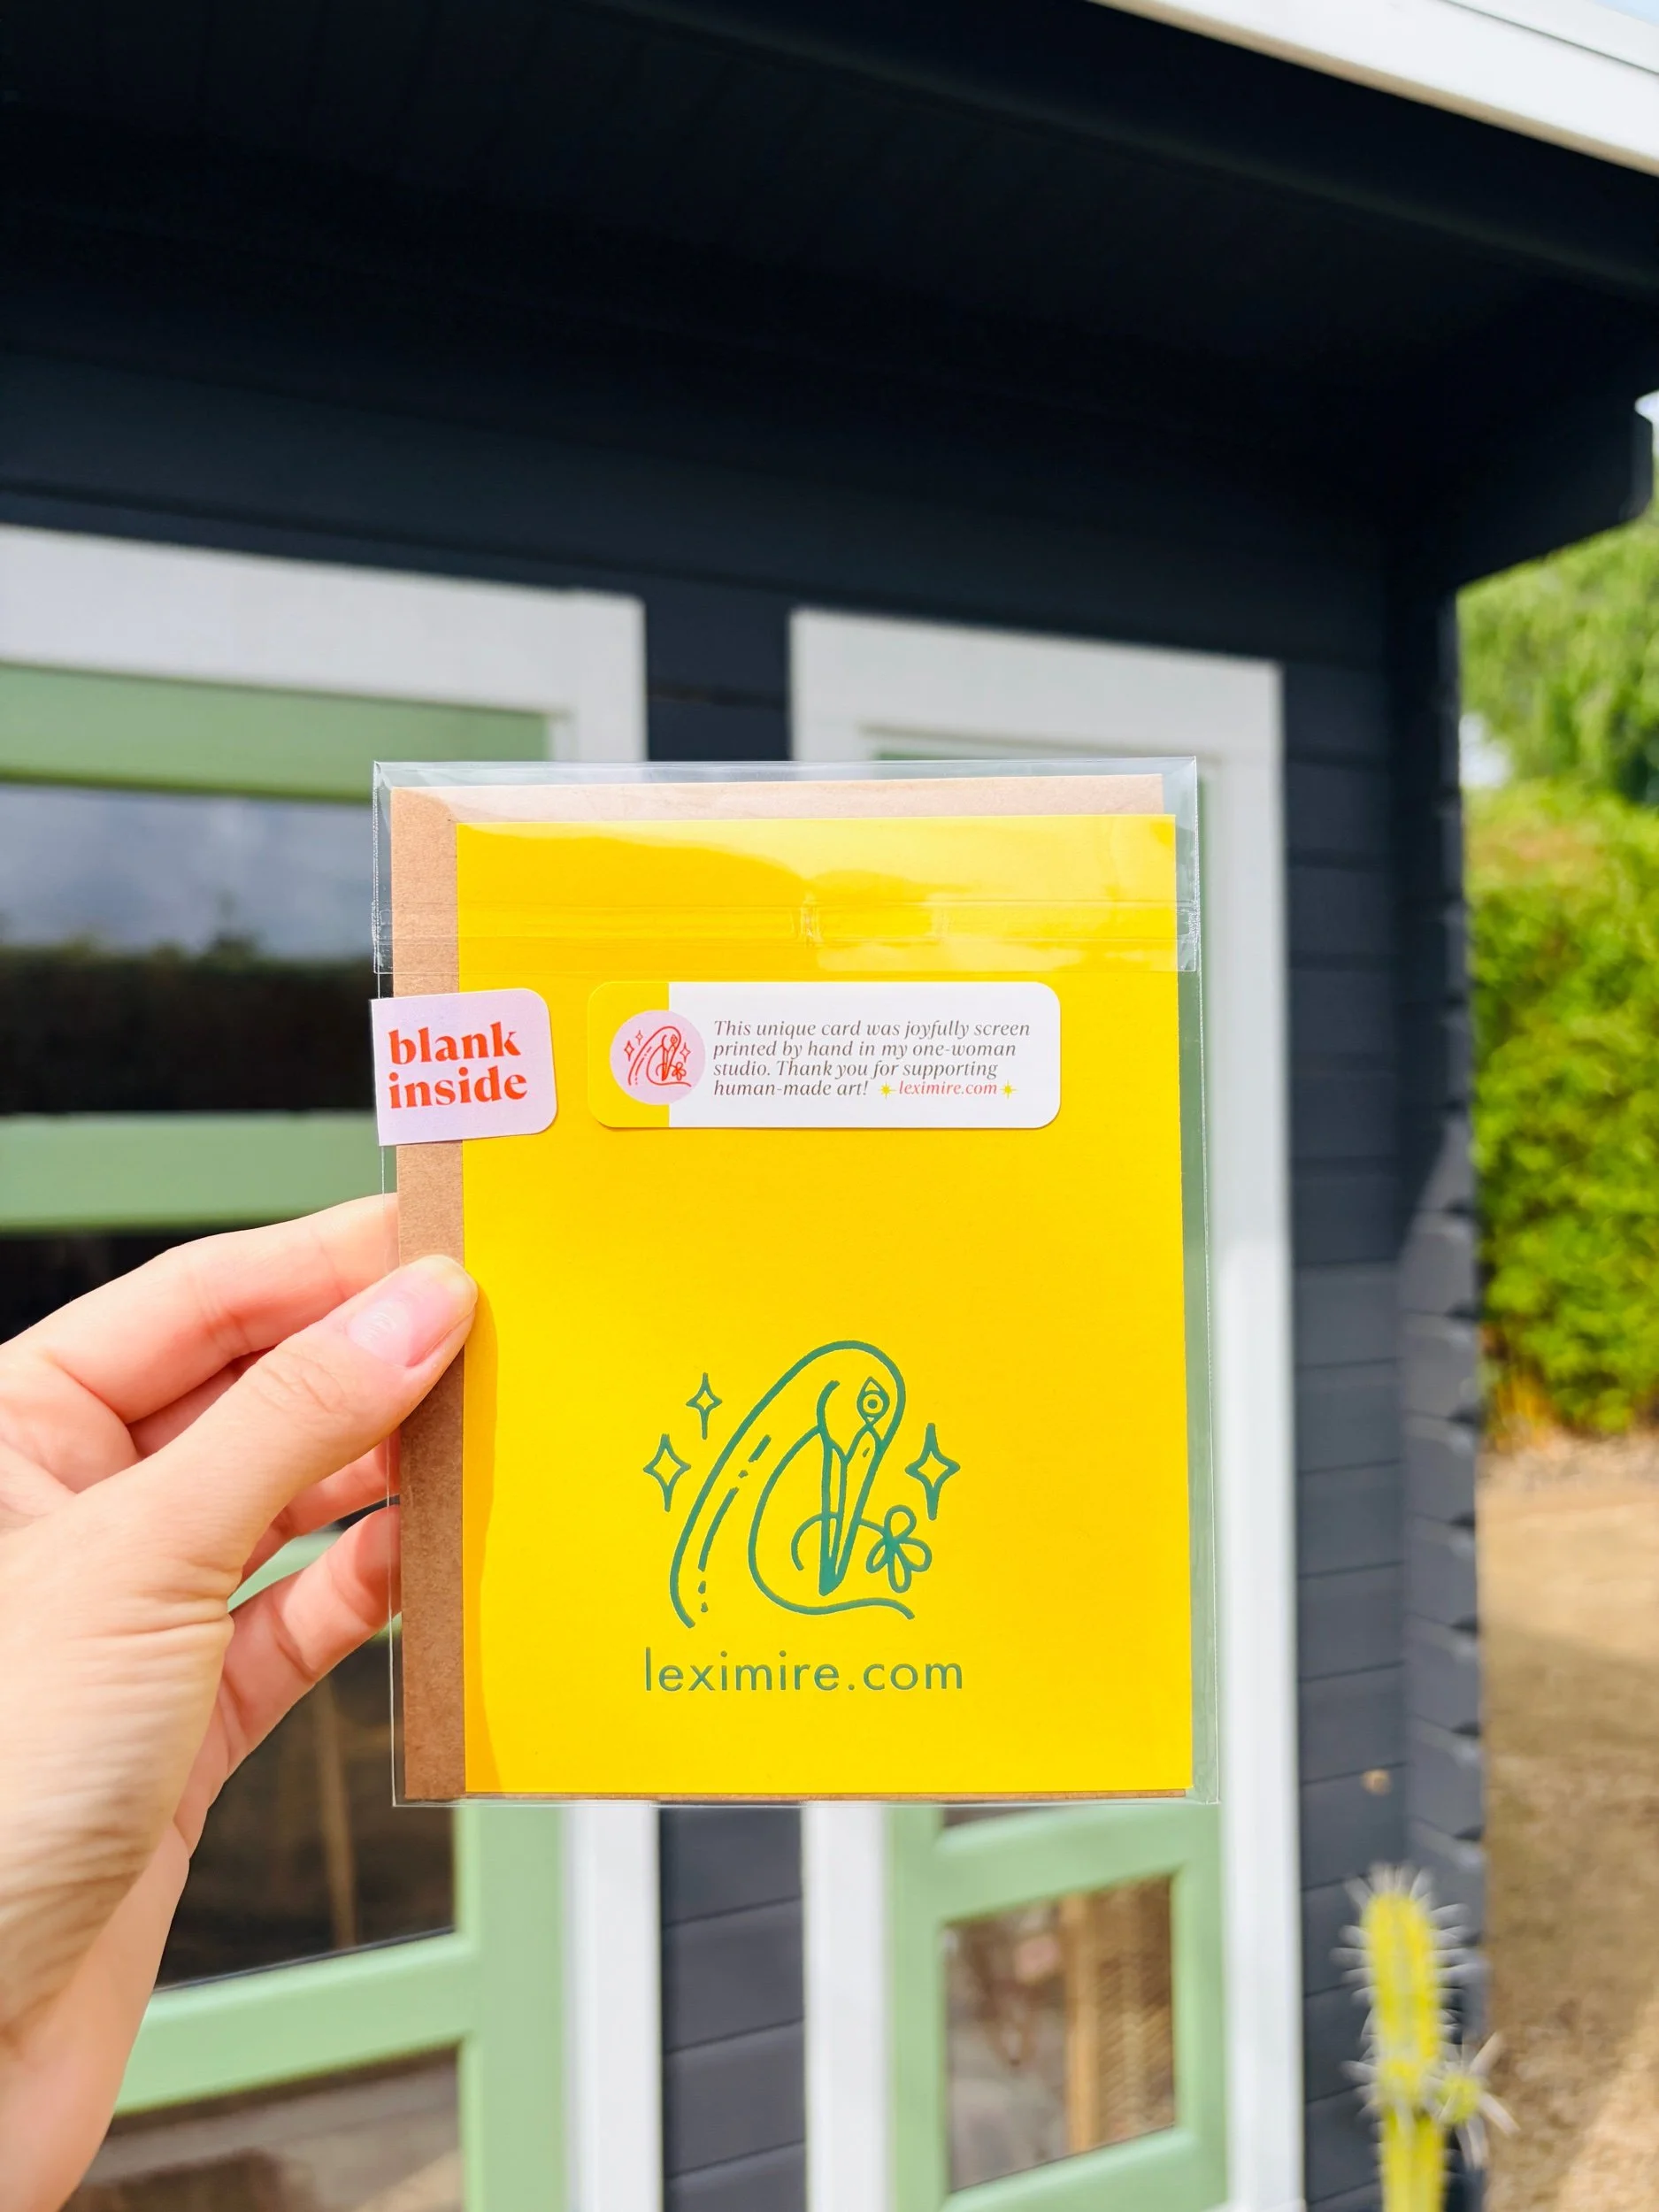 blank
inside
This unique card was joyfully screen
printed by hand in my one-woman
studio. Thank you for supporting
human-made art! leximire.com
leximire.com